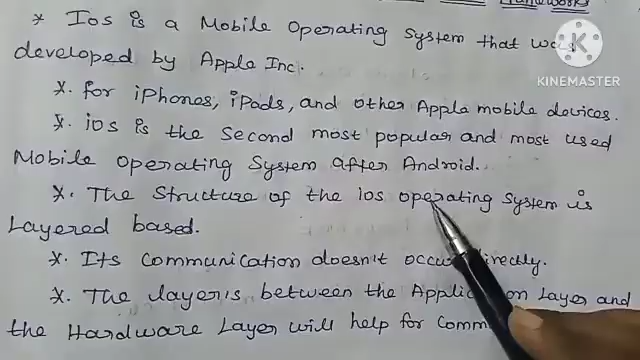 Frameworks
* Ios is a Mobile Operating System that was
developed by Apple Inc.
KINEMASTER
*. for iphones, ipads, and other Apple mobile devices.
*. ios is the second most popular and most used
Mobile Operating System after Android.
*. The Structure of the ios operating System is
Layered based.
*. Its Communication doesn't occur directly.
*. The layer is between the Application Layer and
the Hardware Layer will help for Comm